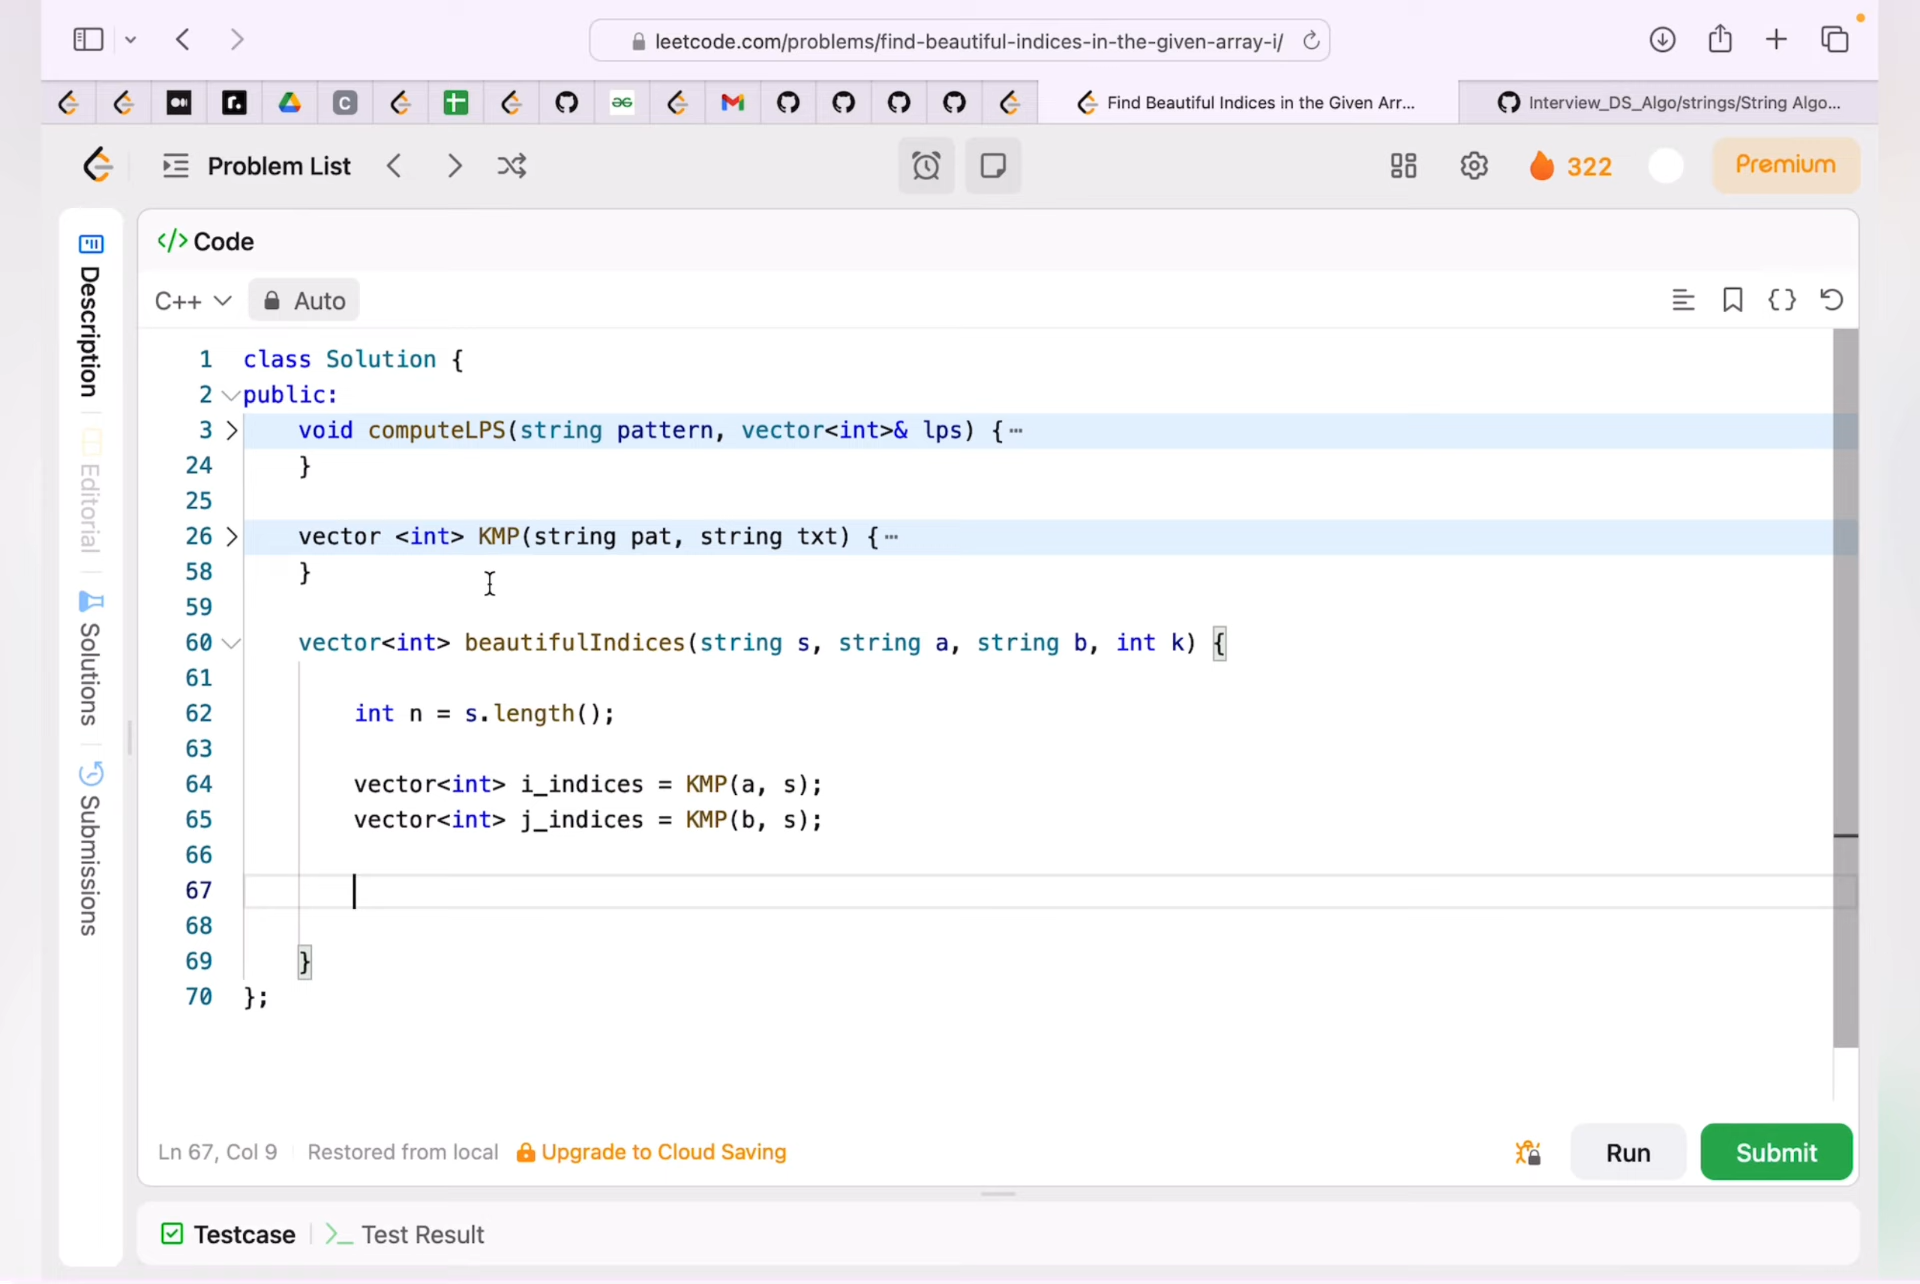 leetcode.com/problems/find-beautiful-indices-in-the-given-array-i/
C
Find Beautiful Indices in the Given Arr...
Interview_DS_Algo/strings/String Algo...
Problem List
322
Premium
Description
Editorial
Solutions
Submissions
</> Code
C++
Auto
1 class Solution {
2 public:
3 void computeLPS(string pattern, vector<int>& lps) {…
24 }
25
26 vector <int> KMP(string pat, string txt) {…
58 }
59
60 vector<int> beautifulIndices(string s, string a, string b, int k) {
61
62 int n = s.length();
63
64 vector<int> i_indices = KMP(a, s);
65 vector<int> j_indices = KMP(b, s);
66
67
68
69 }
70 };
Ln 67, Col 9
Restored from local
Upgrade to Cloud Saving
Run
Submit
Testcase
Test Result